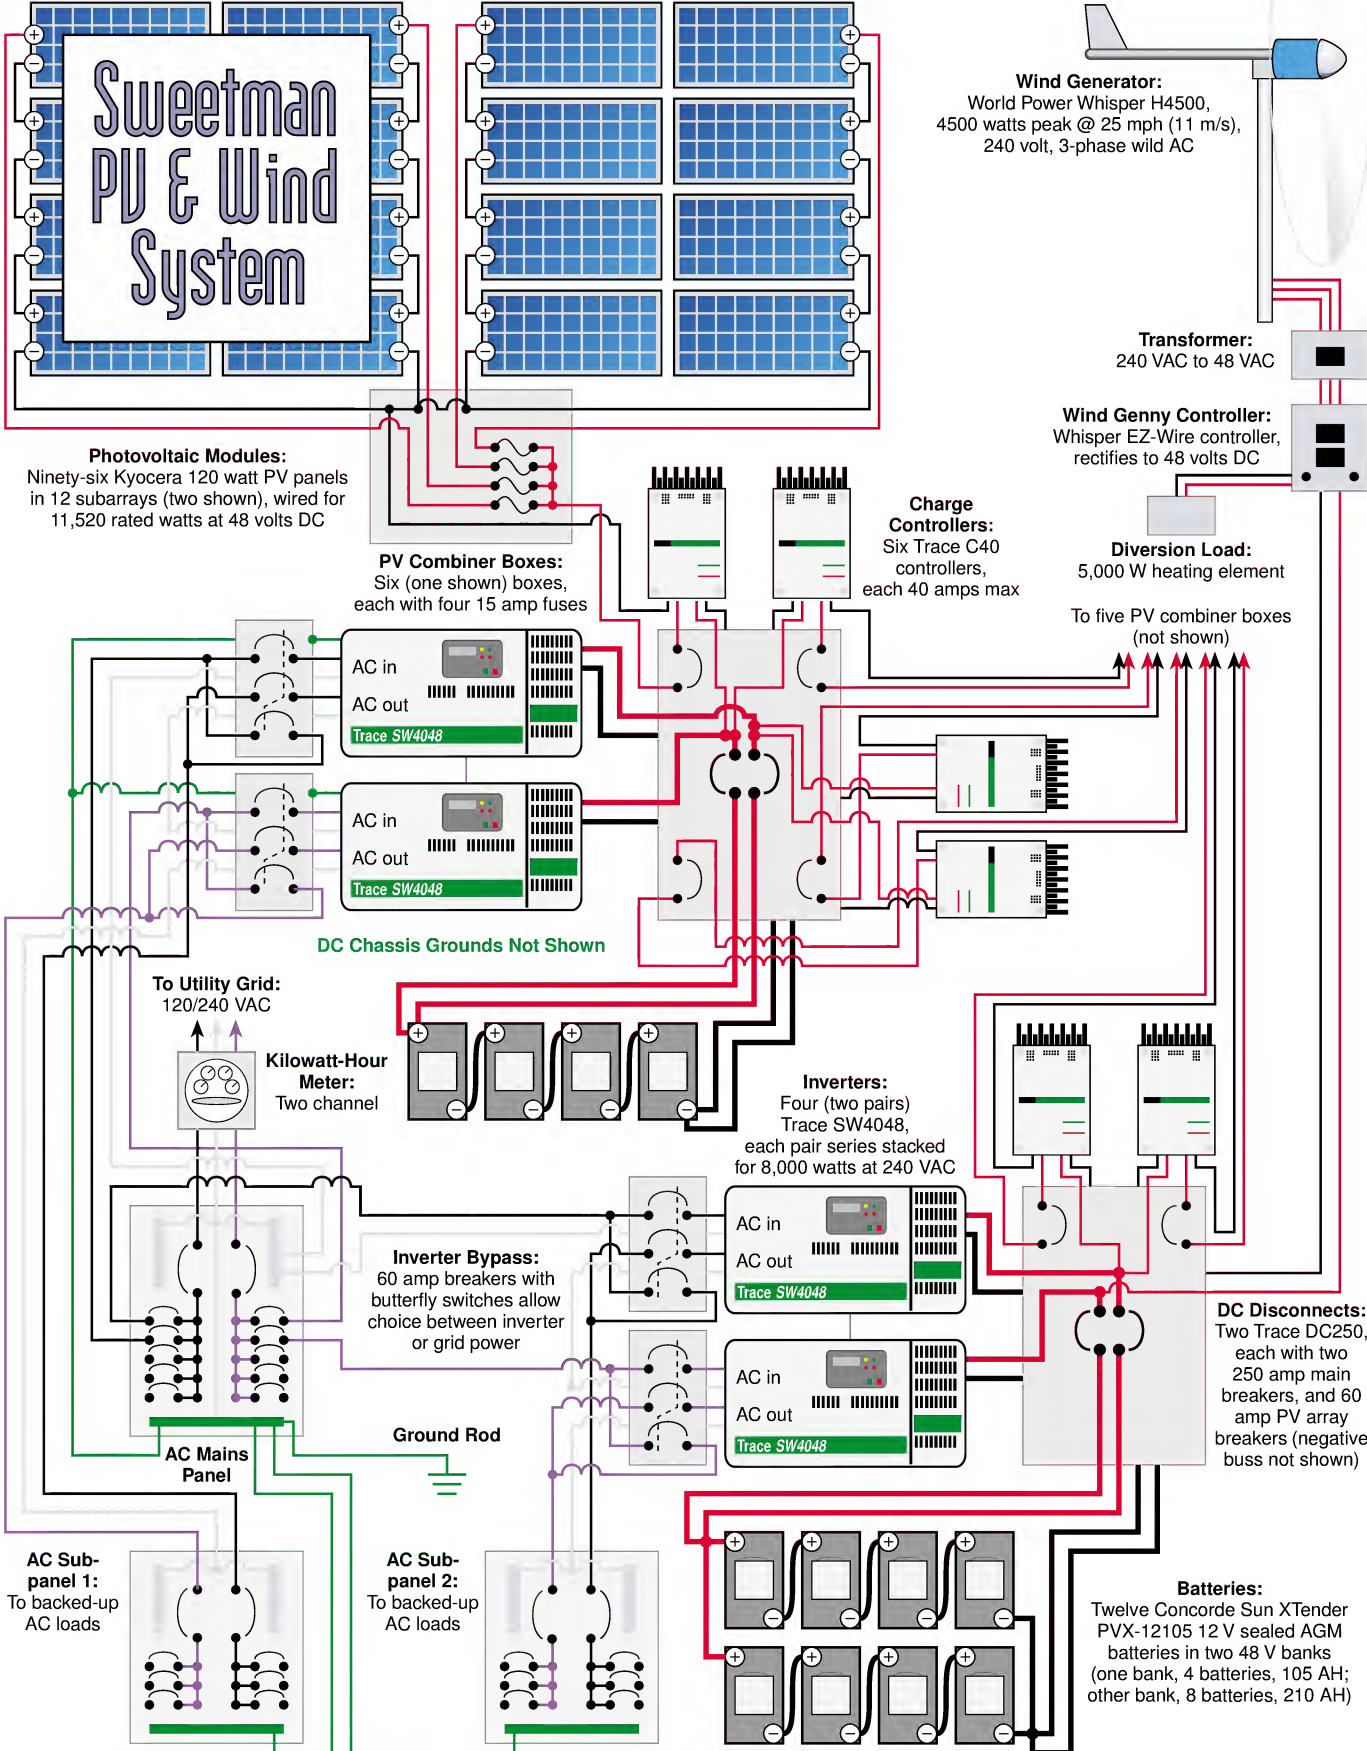 Sweetman
PV & Wind
System
Wind Generator:
World Power Whisper H4500,
4500 watts peak @ 25 mph (11 m/s),
240 volt, 3-phase wild AC
Transformer:
240 VAC to 48 VAC
Wind Genny Controller:
Whisper EZ-Wire controller,
rectifies to 48 volts DC
Diversion Load:
5,000 W heating element
To five PV combiner boxes
(not shown)
Photovoltaic Modules:
Ninety-six Kyocera 120 watt PV panels
in 12 subarrays (two shown), wired for
11,520 rated watts at 48 volts DC
PV Combiner Boxes:
Six (one shown) boxes,
each with four 15 amp fuses
Charge
Controllers:
Six Trace C40
controllers,
each 40 amps max
AC in
AC out
Trace SW4048
AC in
AC out
Trace SW4048
DC Chassis Grounds Not Shown
To Utility Grid:
120/240 VAC
Kilowatt-Hour
Meter:
Two channel
Inverters:
Four (two pairs)
Trace SW4048,
each pair series stacked
for 8,000 watts at 240 VAC
Inverter Bypass:
60 amp breakers with
butterfly switches allow
choice between inverter
or grid power
AC in
AC out
Trace SW4048
AC in
AC out
Trace SW4048
DC Disconnects:
Two Trace DC250,
each with two
250 amp main
breakers, and 60
amp PV array
breakers (negative
buss not shown)
Ground Rod
AC Mains
Panel
AC Sub-
panel 1:
To backed-up
AC loads
AC Sub-
panel 2:
To backed-up
AC loads
Batteries:
Twelve Concorde Sun XTender
PVX-12105 12 V sealed AGM
batteries in two 48 V banks
(one bank, 4 batteries, 105 AH;
other bank, 8 batteries, 210 AH)